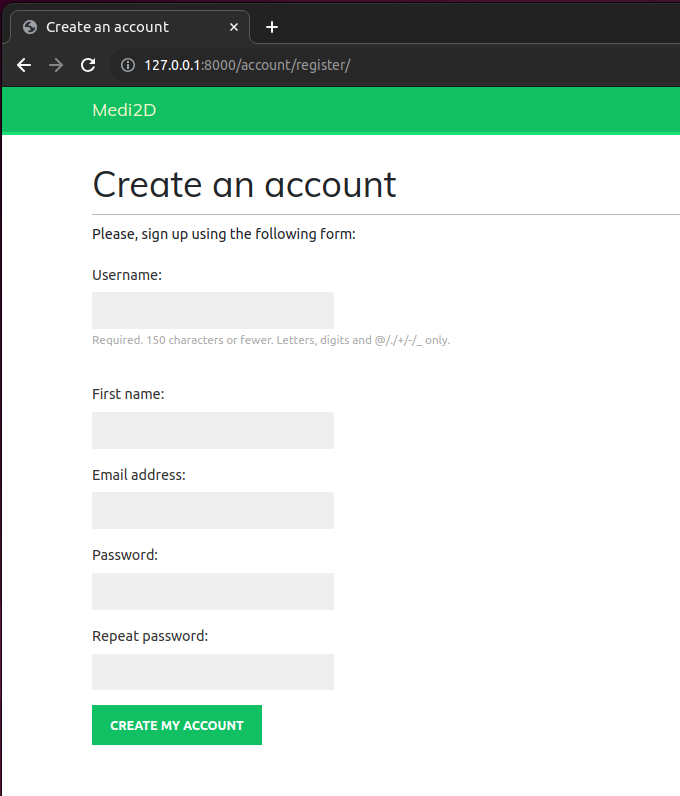 Create an account
127.0.0.1:8000/account/register/
Medi2D
Create an account
Please, sign up using the following form:
Username:
Required. 150 characters or fewer. Letters, digits and @/./+/-/_ only.
First name:
Email address:
Password:
Repeat password:
CREATE MY ACCOUNT